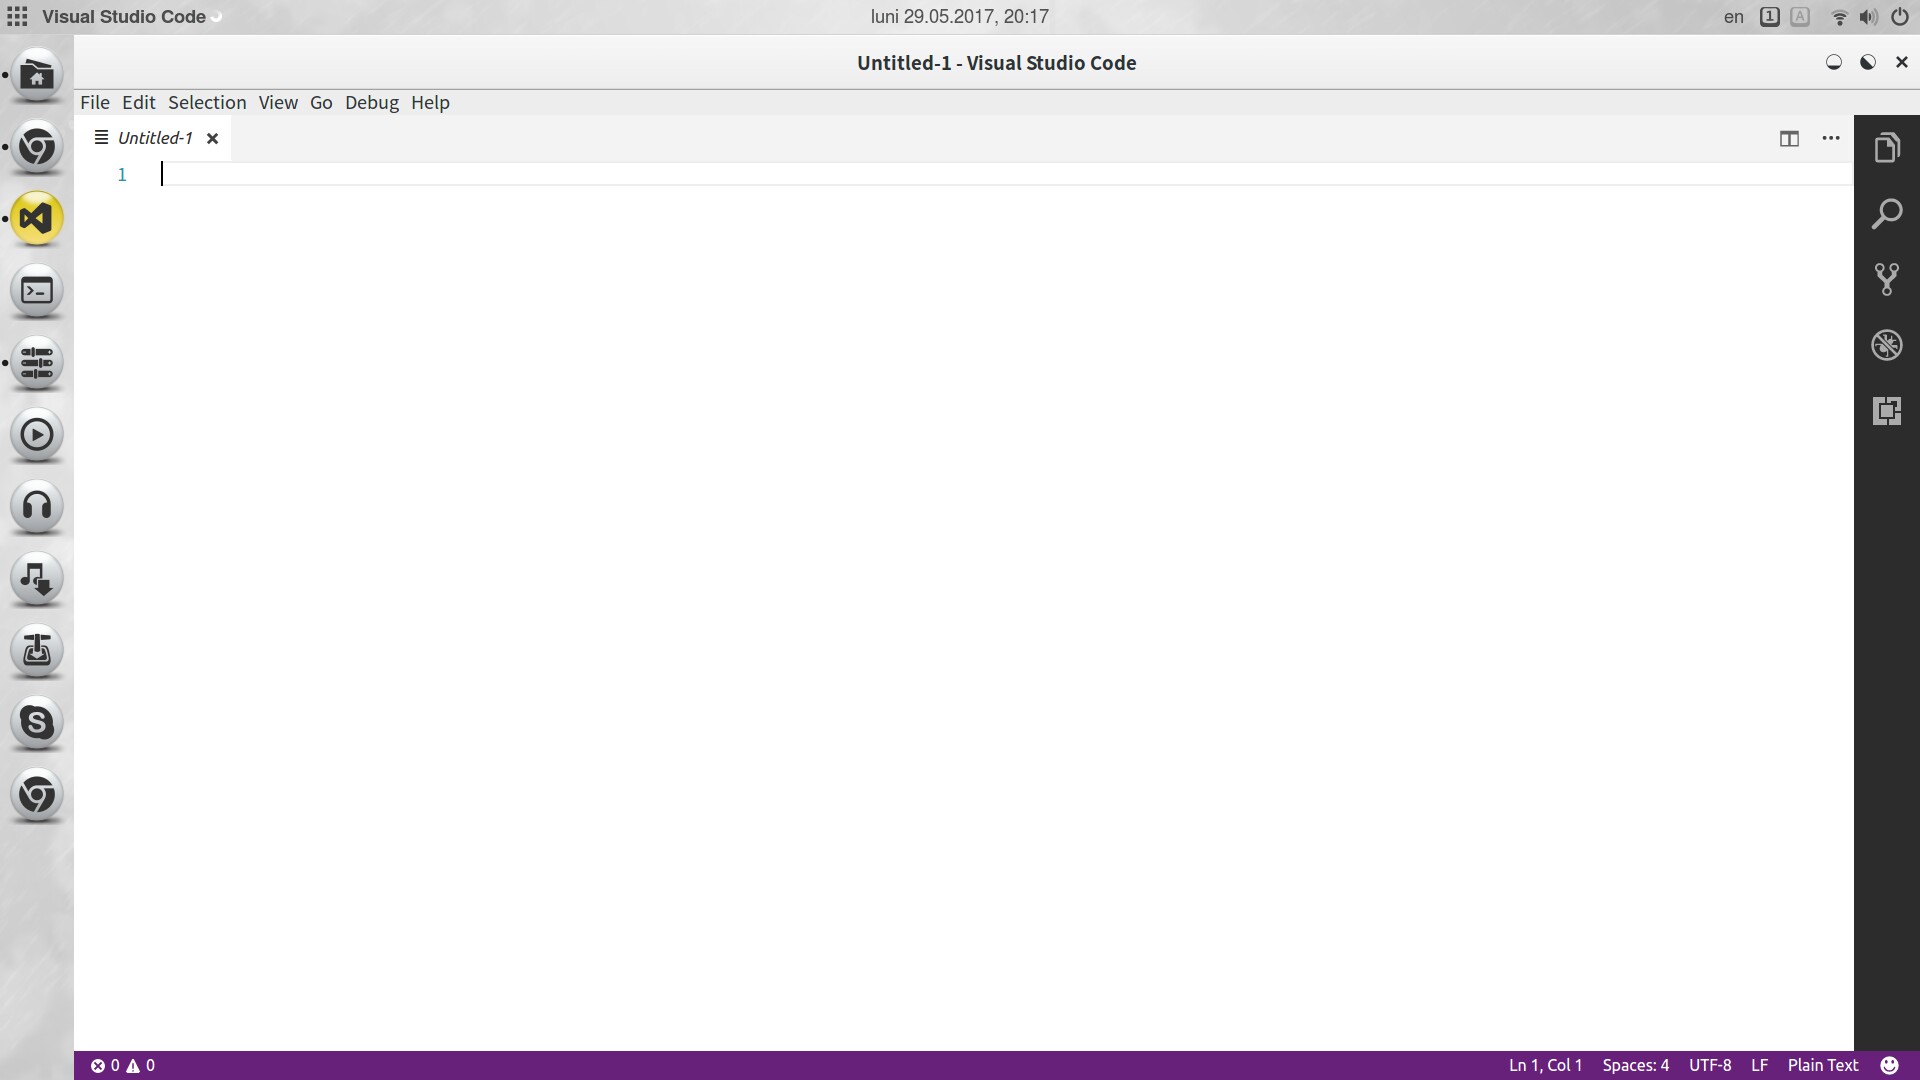 Visual Studio Code
luni 29.05.2017, 20:17
en 1 A
Untitled-1 - Visual Studio Code
File Edit Selection View Go Debug Help
Untitled-1
1
0 0
Ln 1, Col 1 Spaces: 4 UTF-8 LF Plain Text